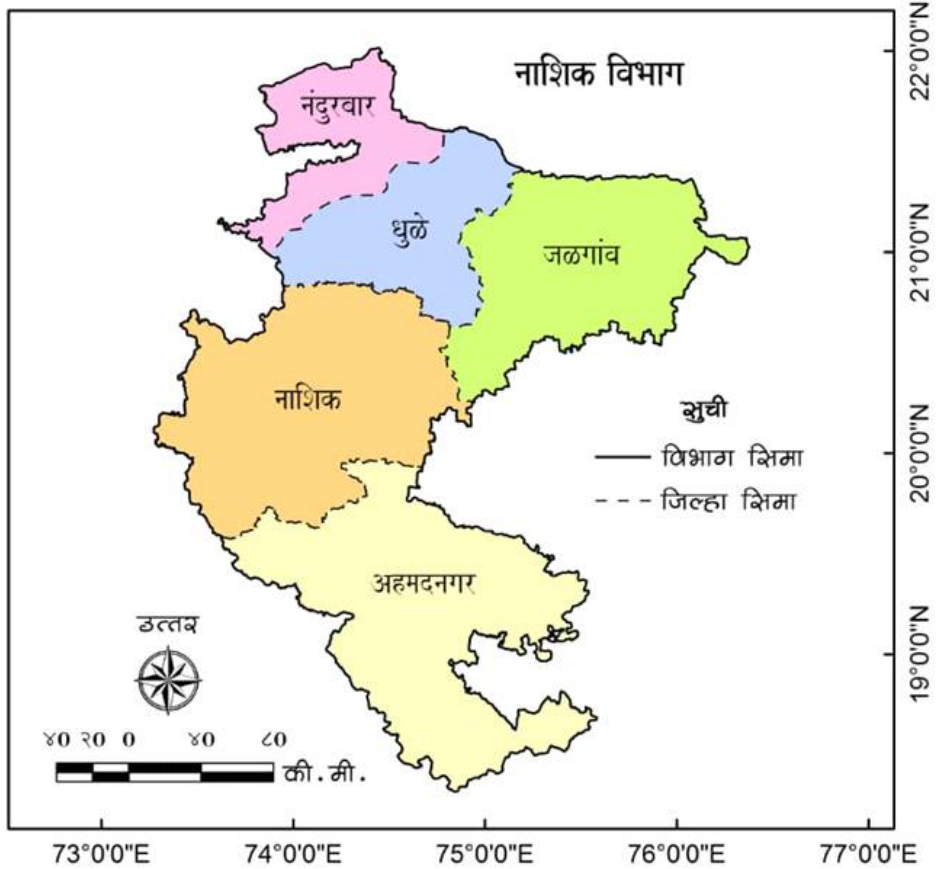 नाशिक विभाग
नंदुरवार
धुळे
जळगांव
नाशिक
अहमदनगर
सुची
विभाग सिमा
जिल्हा सिमा
उत्तर
४० २० ० ४० ८०
की.मी.
22°0'0"N
21°0'0"N
20°0'0"N
19°0'0"N
73°0'0"E 74°0'0"E 75°0'0"E 76°0'0"E 77°0'0"E